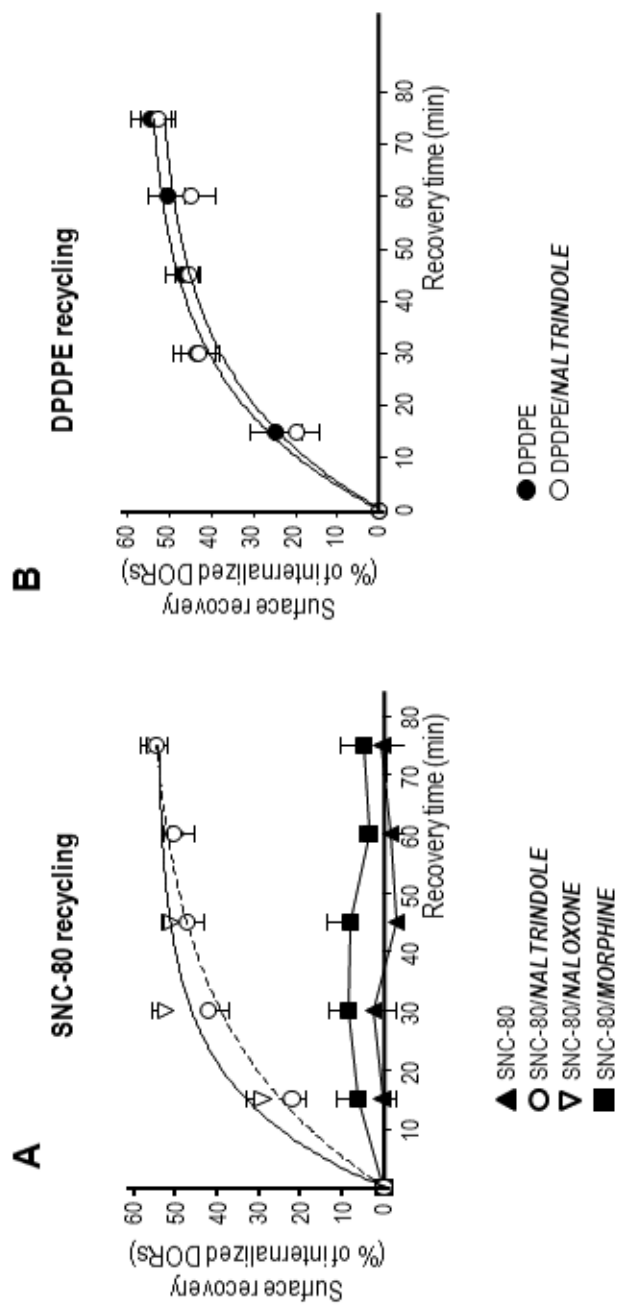 A
SNC-80 recycling
Surface recovery
(% of internalized DORs)
60
50
40
30
20
10
0
10
20
30
40
50
60
70
80
Recovery time (min)
SNC-80
SNC-80/NALTRINDOLE
SNC-80/NALOXONE
SNC-80/MORPHINE
B
DPDPE recycling
Surface recovery
(% of internalized DORs)
60
50
40
30
20
10
0
0
10
20
30
40
50
60
70
80
Recovery time (min)
DPDPE
DPDPE/NALTRINDOLE